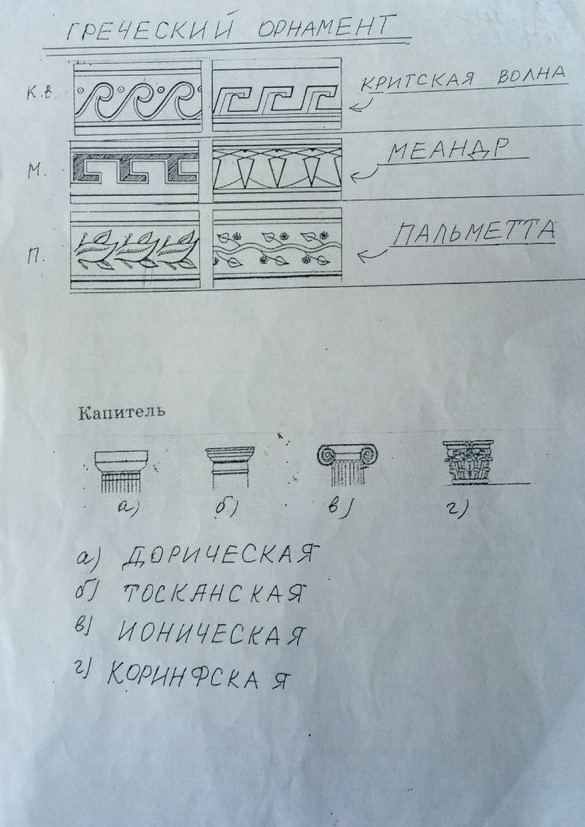 ГРЕЧЕСКИЙ ОРНАМЕНТ
К.в. КРИТСКАЯ ВОЛНА
М. МЕАНДР
П. ПАЛЬМЕТТА
Капитель
а) б) в) г)
а) ДОРИЧЕСКАЯ
б) ТОСКАНСКАЯ
в) ИОНИЧЕСКАЯ
г) КОРИНФСКАЯ